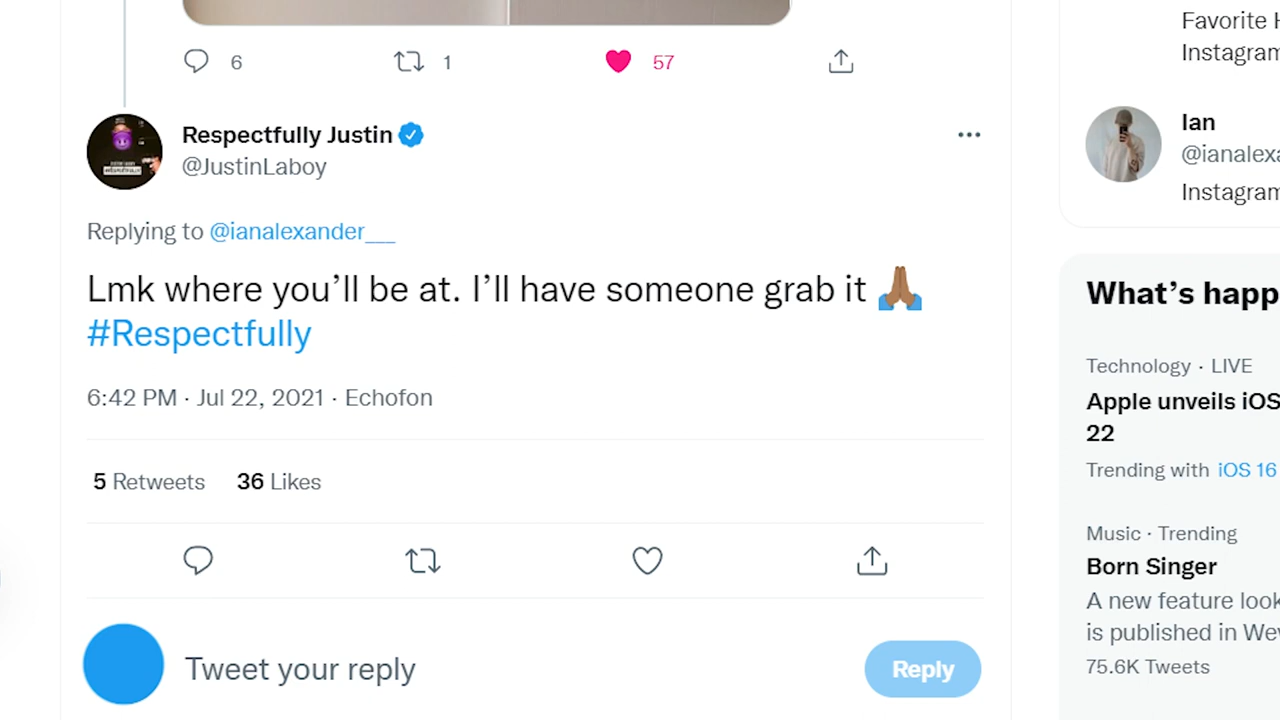 6 1 57
Respectfully Justin
@JustinLaboy
Replying to @ianalexander___
Lmk where you’ll be at. I’ll have someone grab it 🙏🏾
#Respectfully
6:42 PM · Jul 22, 2021 · Echofon
5 Retweets 36 Likes
Tweet your reply
Reply
Favorite H
Instagram
Ian
@ianalexa
Instagram
What’s happ
Technology · LIVE
Apple unveils iOS
22
Trending with iOS 16
Music · Trending
Born Singer
A new feature look
is published in Wev
75.6K Tweets